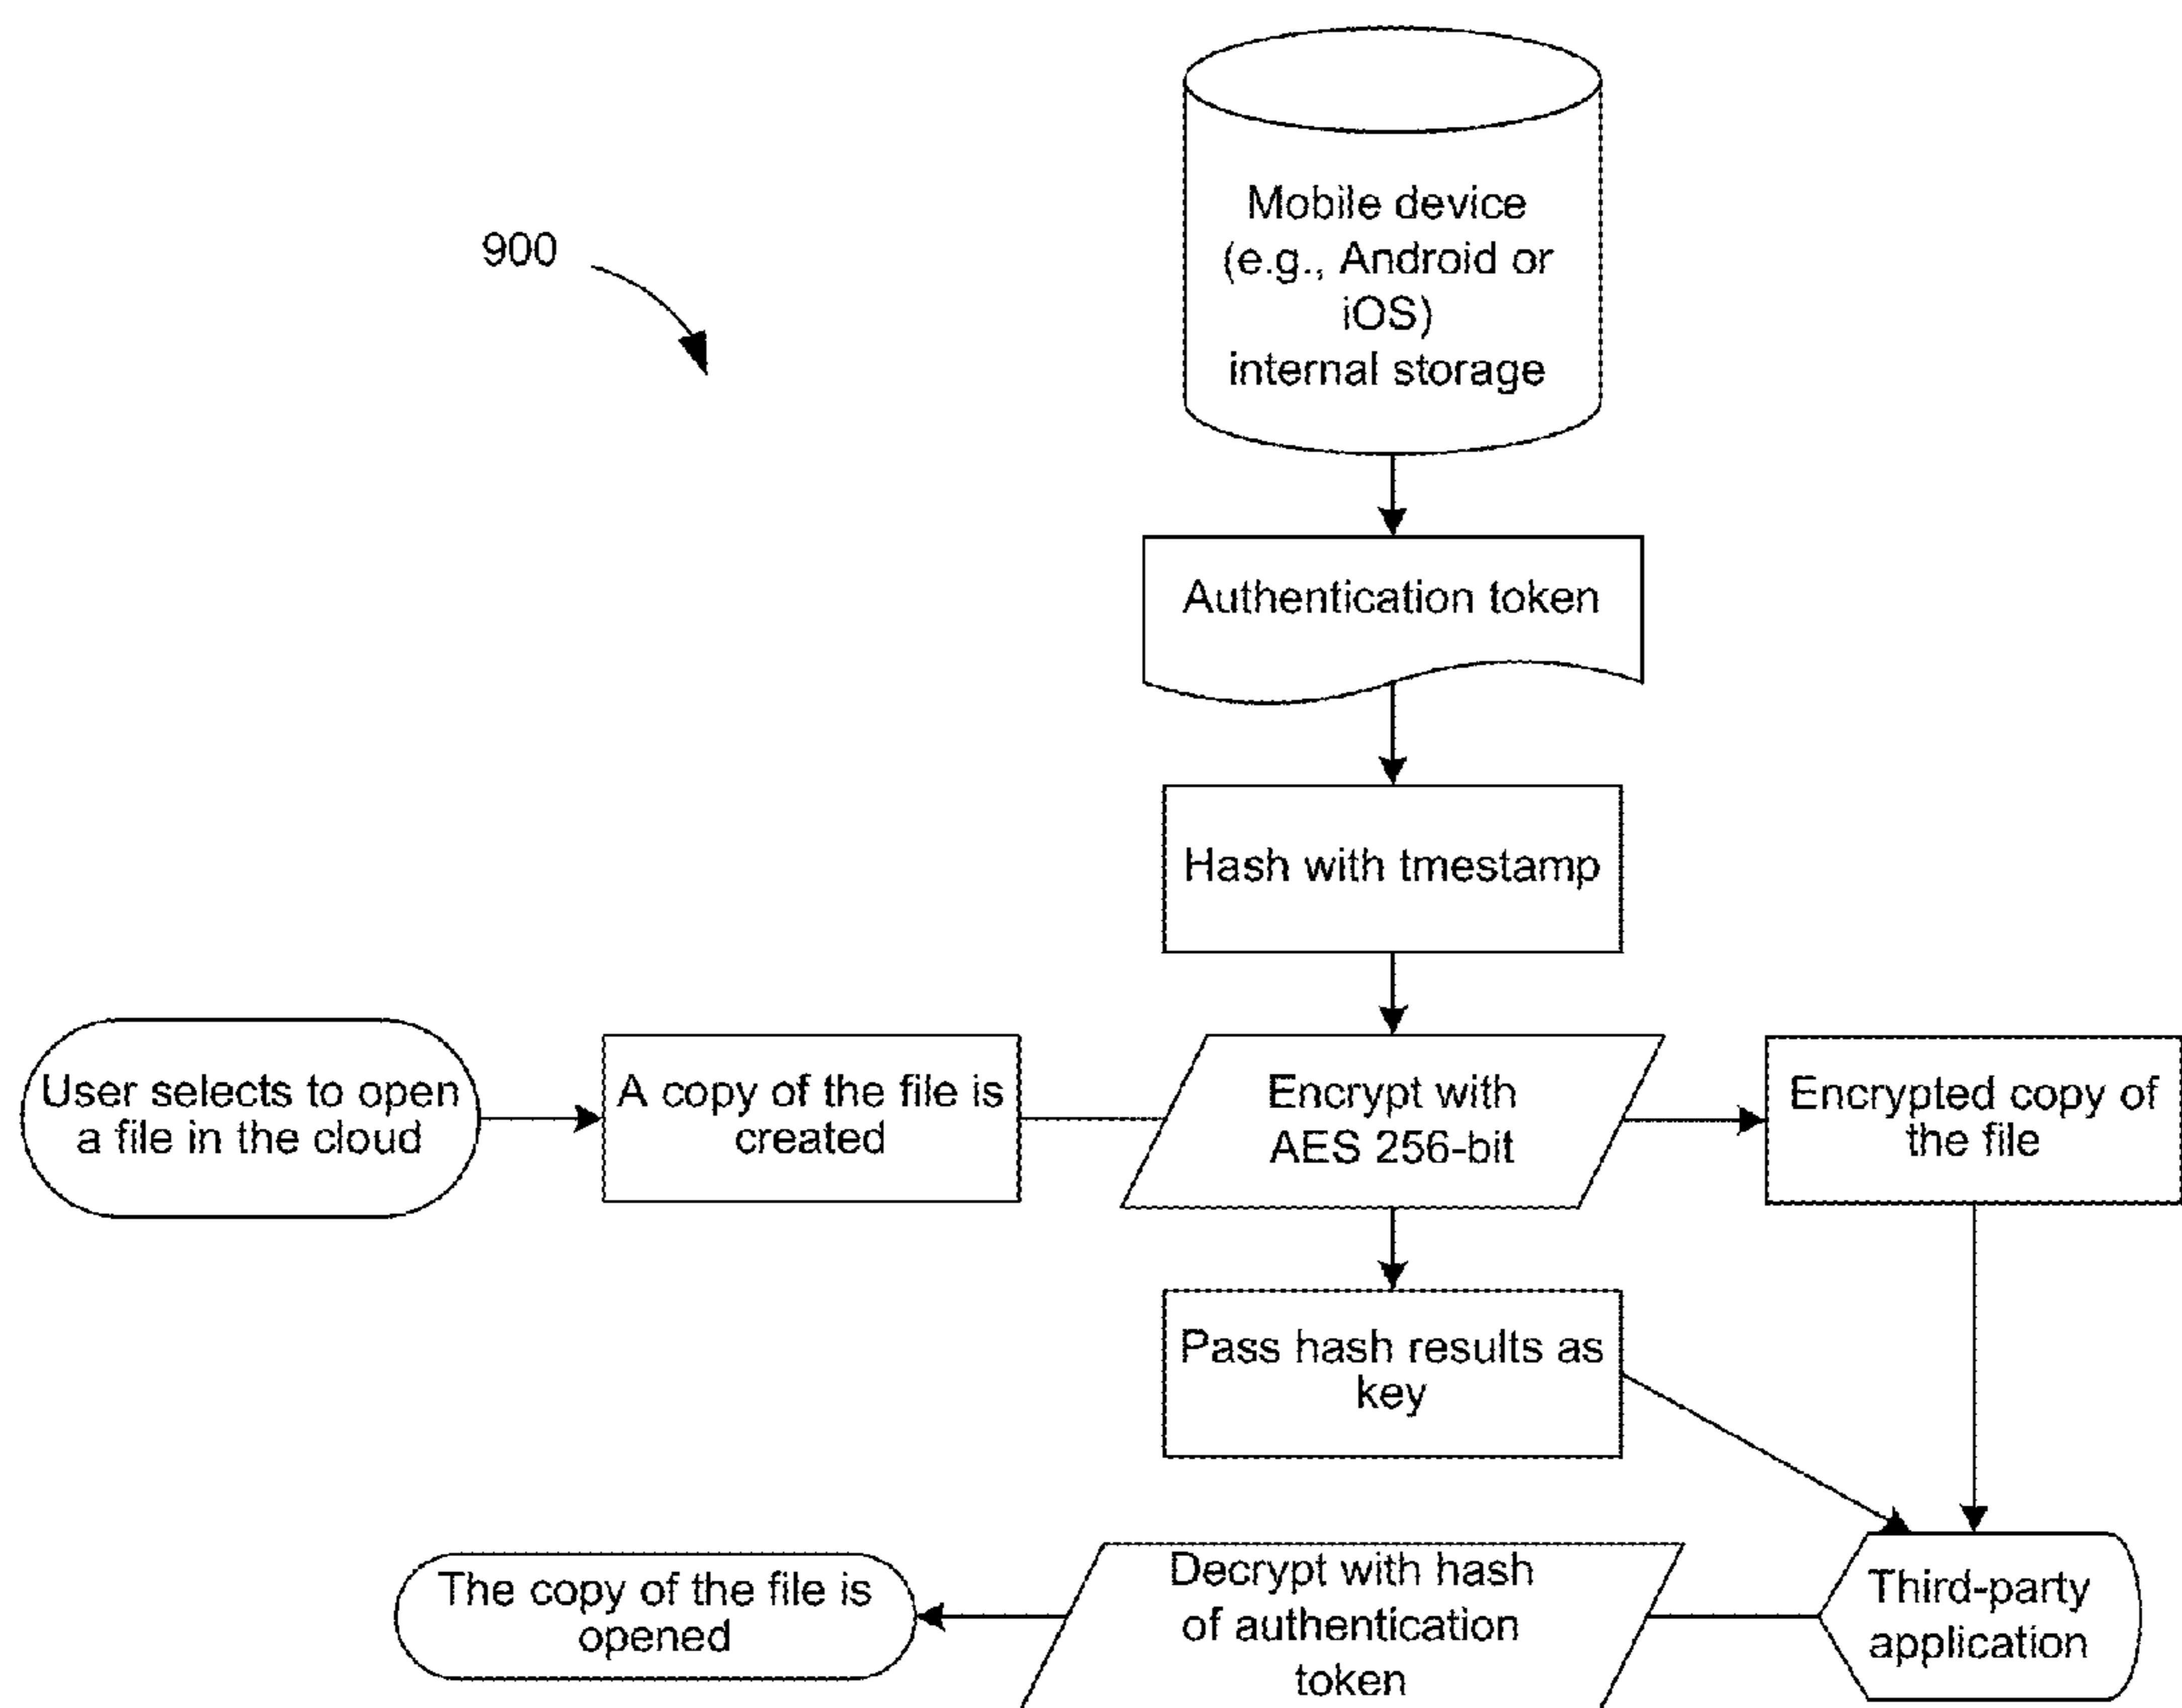 900
Mobile device
(e.g., Android or
iOS)
internal storage
Authentication token
Hash with tmestamp
User selects to open
a file in the cloud
A copy of the file is
created
Encrypt with
AES 256-bit
Encrypted copy of
the file
Pass hash results as
key
The copy of the file is
opened
Decrypt with hash
of authentication
token
Third-party
application